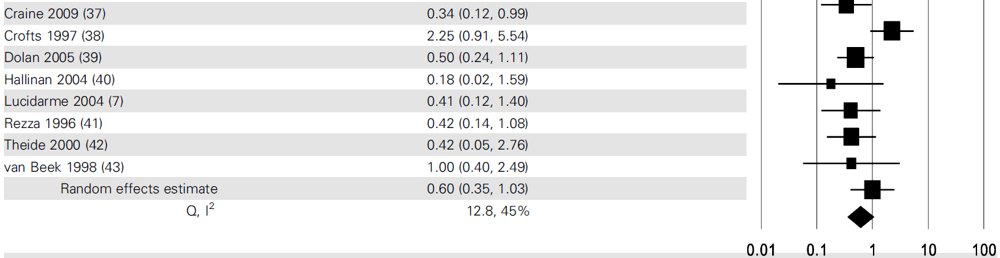 Craine 2009 (37) 0.34 (0.12, 0.99)
Crofts 1997 (38) 2.25 (0.91, 5.54)
Dolan 2005 (39) 0.50 (0.24, 1.11)
Hallinan 2004 (40) 0.18 (0.02, 1.59)
Lucidarme 2004 (7) 0.41 (0.12, 1.40)
Rezza 1996 (41) 0.42 (0.14, 1.08)
Theide 2000 (42) 0.42 (0.05, 2.76)
van Beek 1998 (43) 1.00 (0.40, 2.49)
Random effects estimate 0.60 (0.35, 1.03)
Q, I² 12.8, 45%
0.01 0.1 1 10 100